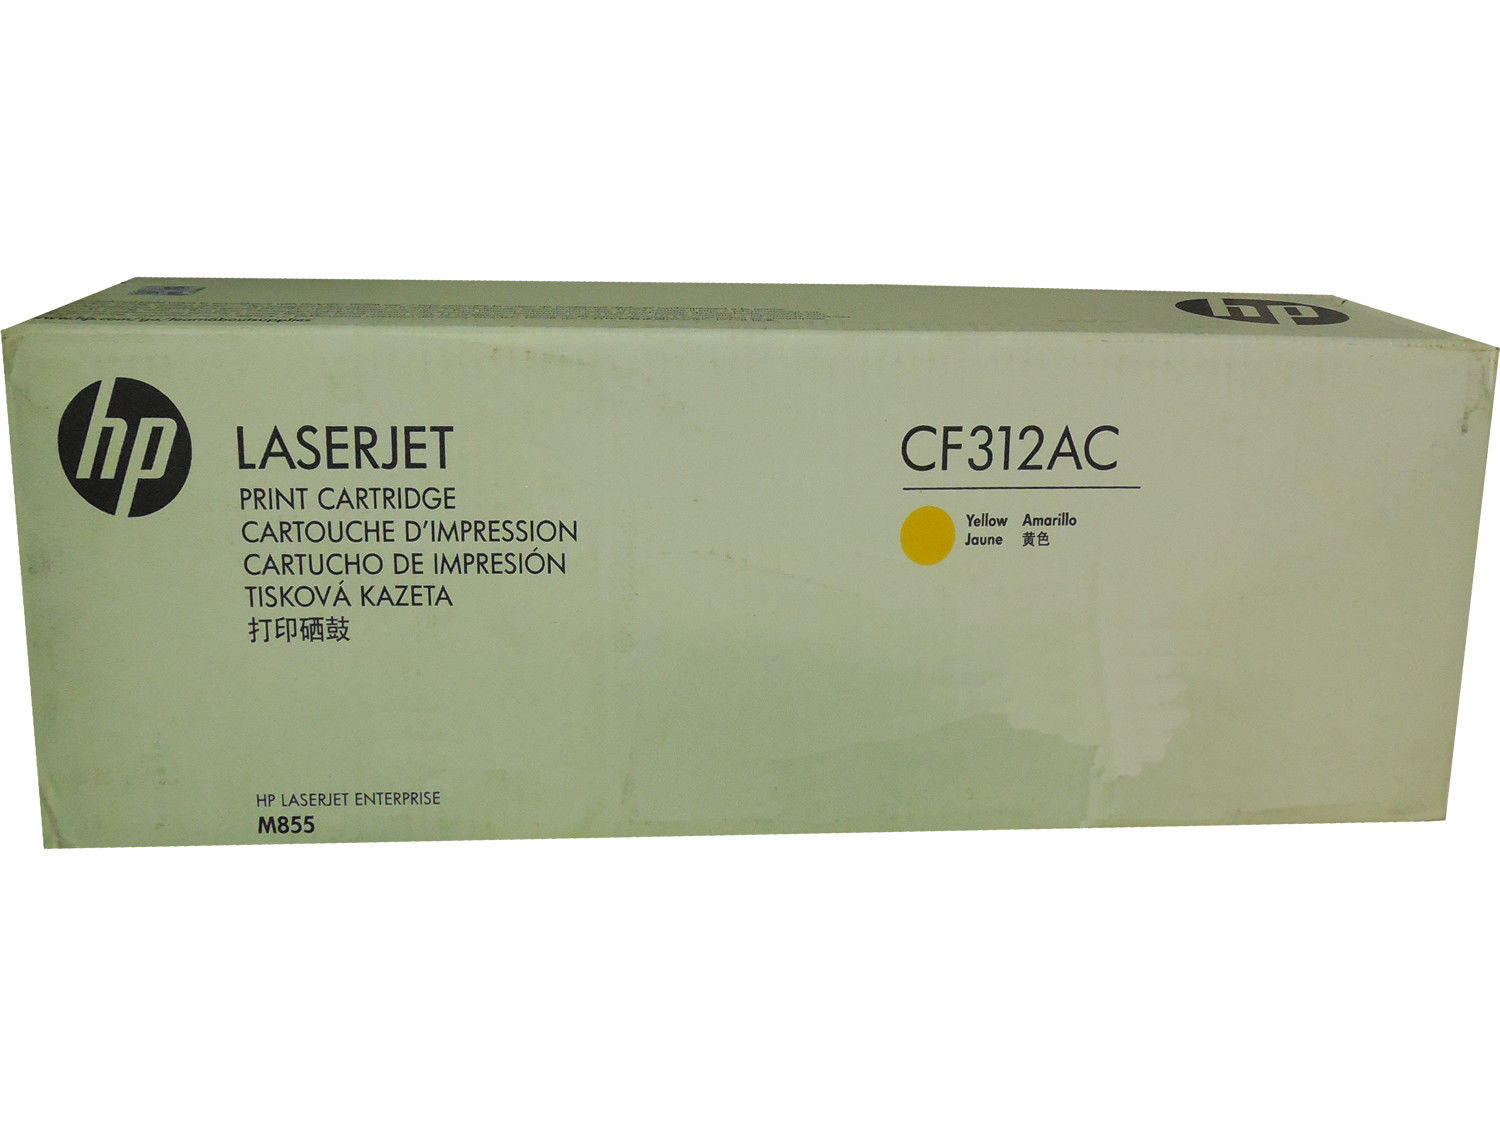 hp
hp
LASERJET
PRINT CARTRIDGE
CARTOUCHE D'IMPRESSION
CARTUCHO DE IMPRESIÓN
TISKOVÁ KAZETA
打印硒鼓
HP LASERJET ENTERPRISE
M855
CF312AC
Yellow Amarillo
Jaune 黄色